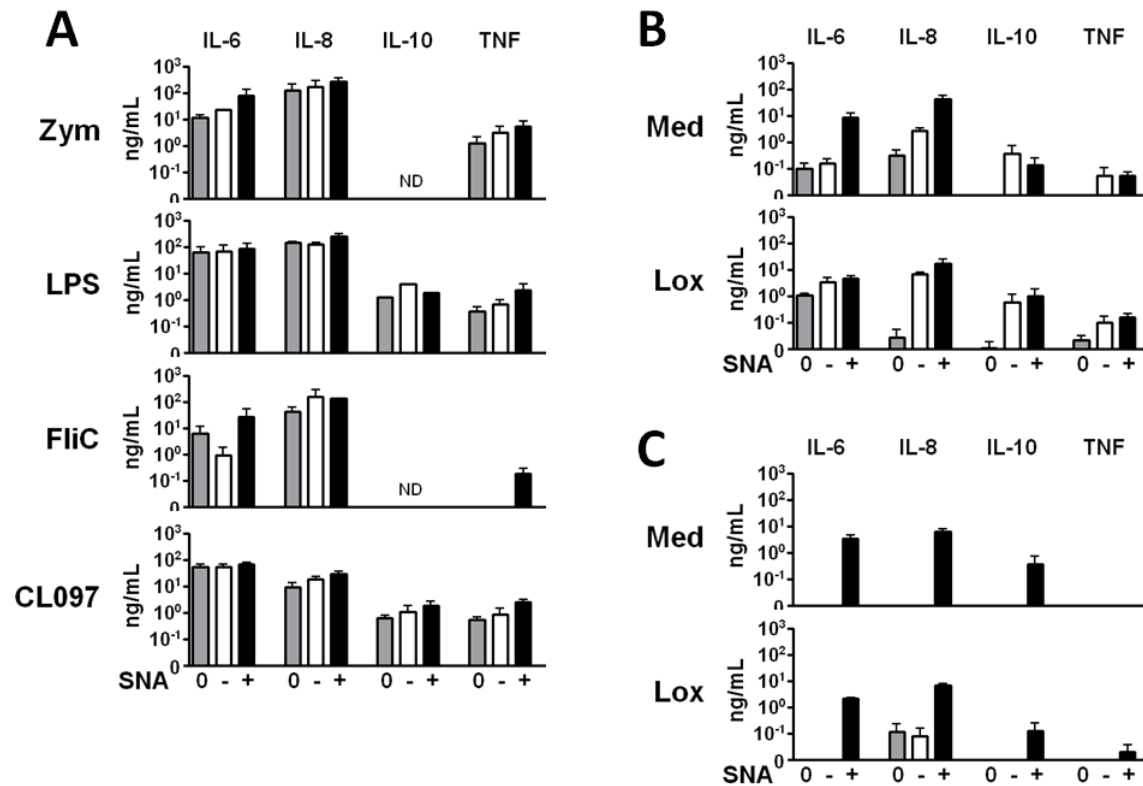 A
IL-6 IL-8 IL-10 TNF
Zym
ng/mL
10³
10²
10¹
10⁰
10⁻¹
0
ND
LPS
ng/mL
10³
10²
10¹
10⁰
10⁻¹
0
FliC
ng/mL
10³
10²
10¹
10⁰
10⁻¹
0
ND
CL097
ng/mL
10³
10²
10¹
10⁰
10⁻¹
0
SNA 0 - + 0 - + 0 - + 0 - +
B
IL-6 IL-8 IL-10 TNF
Med
ng/mL
10³
10²
10¹
10⁰
10⁻¹
0
Lox
ng/mL
10³
10²
10¹
10⁰
10⁻¹
0
SNA 0 - + 0 - + 0 - + 0 - +
C
IL-6 IL-8 IL-10 TNF
Med
ng/mL
10³
10²
10¹
10⁰
10⁻¹
0
Lox
ng/mL
10³
10²
10¹
10⁰
10⁻¹
0
SNA 0 - + 0 - + 0 - + 0 - +